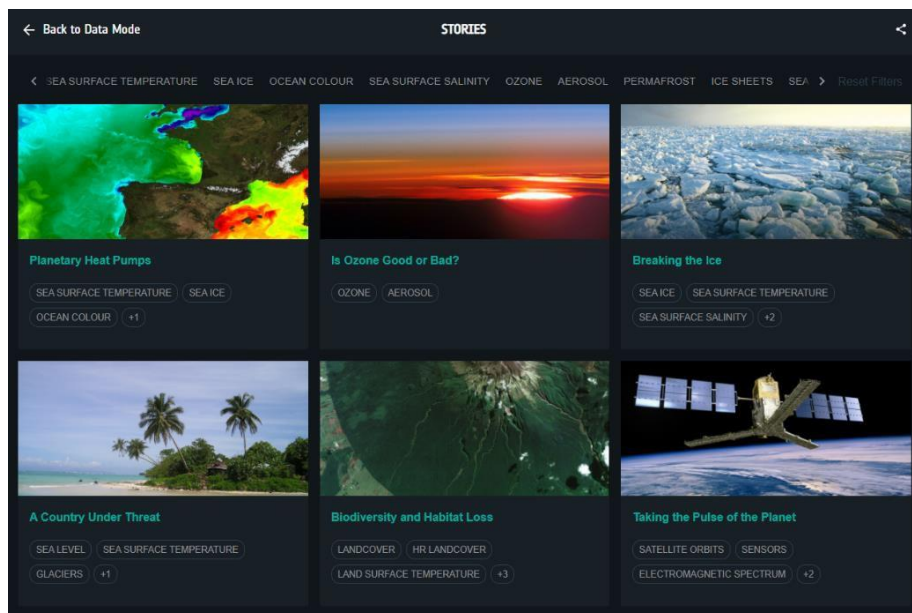 ← Back to Data Mode STORIES
SEA SURFACE TEMPERATURE SEA ICE OCEAN COLOUR SEA SURFACE SALINITY OZONE AEROSOL PERMAFROST ICE SHEETS SEA Reset Filters
Planetary Heat Pumps Is Ozone Good or Bad? Breaking the Ice
SEA SURFACE TEMPERATURE SEA ICE OZONE AEROSOL SEA ICE SEA SURFACE TEMPERATURE
OCEAN COLOUR +1 SEA SURFACE SALINITY +2
A Country Under Threat Biodiversity and Habitat Loss Taking the Pulse of the Planet
SEA LEVEL SEA SURFACE TEMPERATURE LANDCOVER HR LANDCOVER SATELLITE ORBITS SENSORS
GLACIERS +1 LAND SURFACE TEMPERATURE +3 ELECTROMAGNETIC SPECTRUM +2